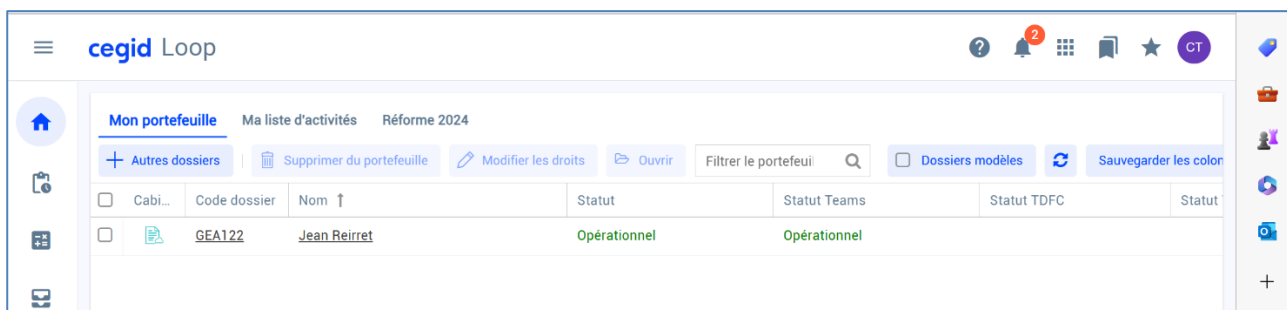 cegid Loop
2
CT
Mon portefeuille Ma liste d'activités Réforme 2024
Autres dossiers Supprimer du portefeuille Modifier les droits Ouvrir Filtrer le portefeuil Dossiers modèles Sauvegarder les colon
Cabi... Code dossier Nom ↑ Statut Statut Teams Statut TDFC Statut
GEA122 Jean Reirret Opérationnel Opérationnel